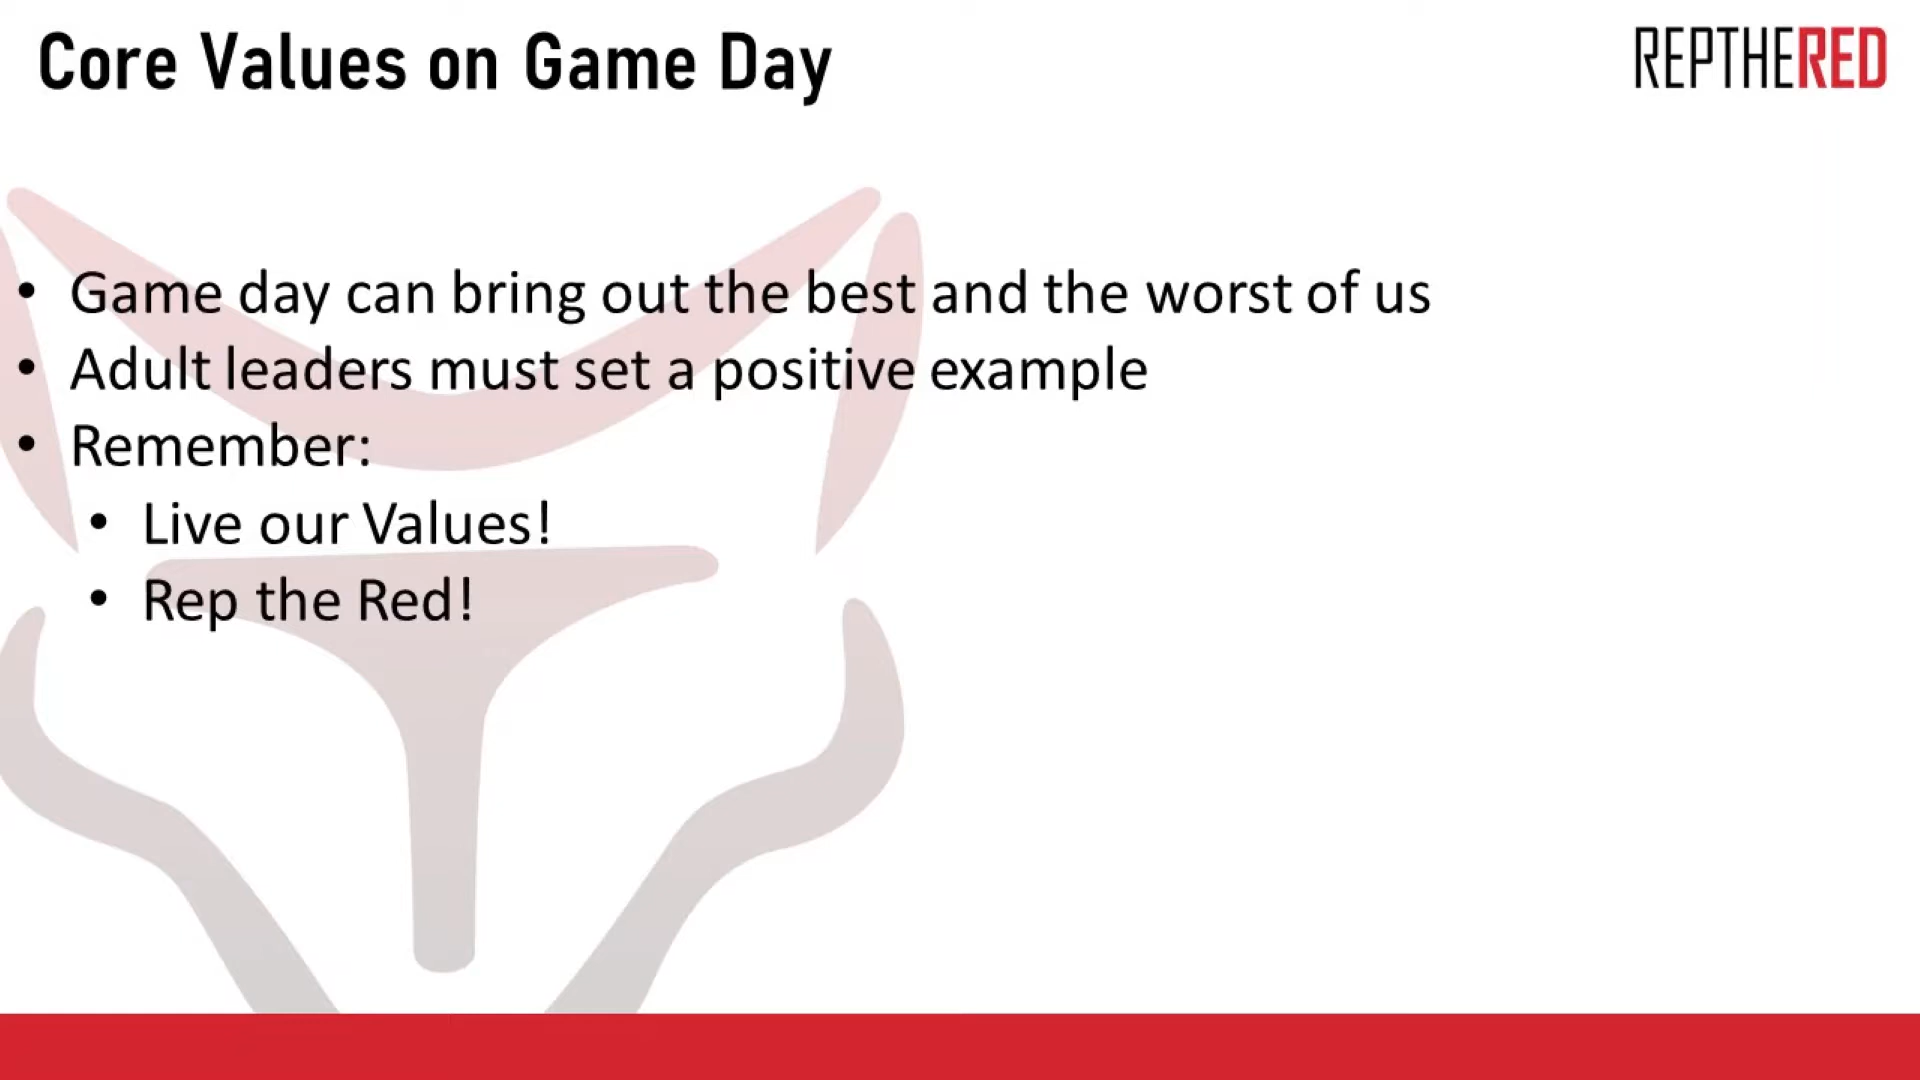 Core Values on Game Day
REPTHERED
• Game day can bring out the best and the worst of us
• Adult leaders must set a positive example
• Remember:
• Live our Values!
• Rep the Red!